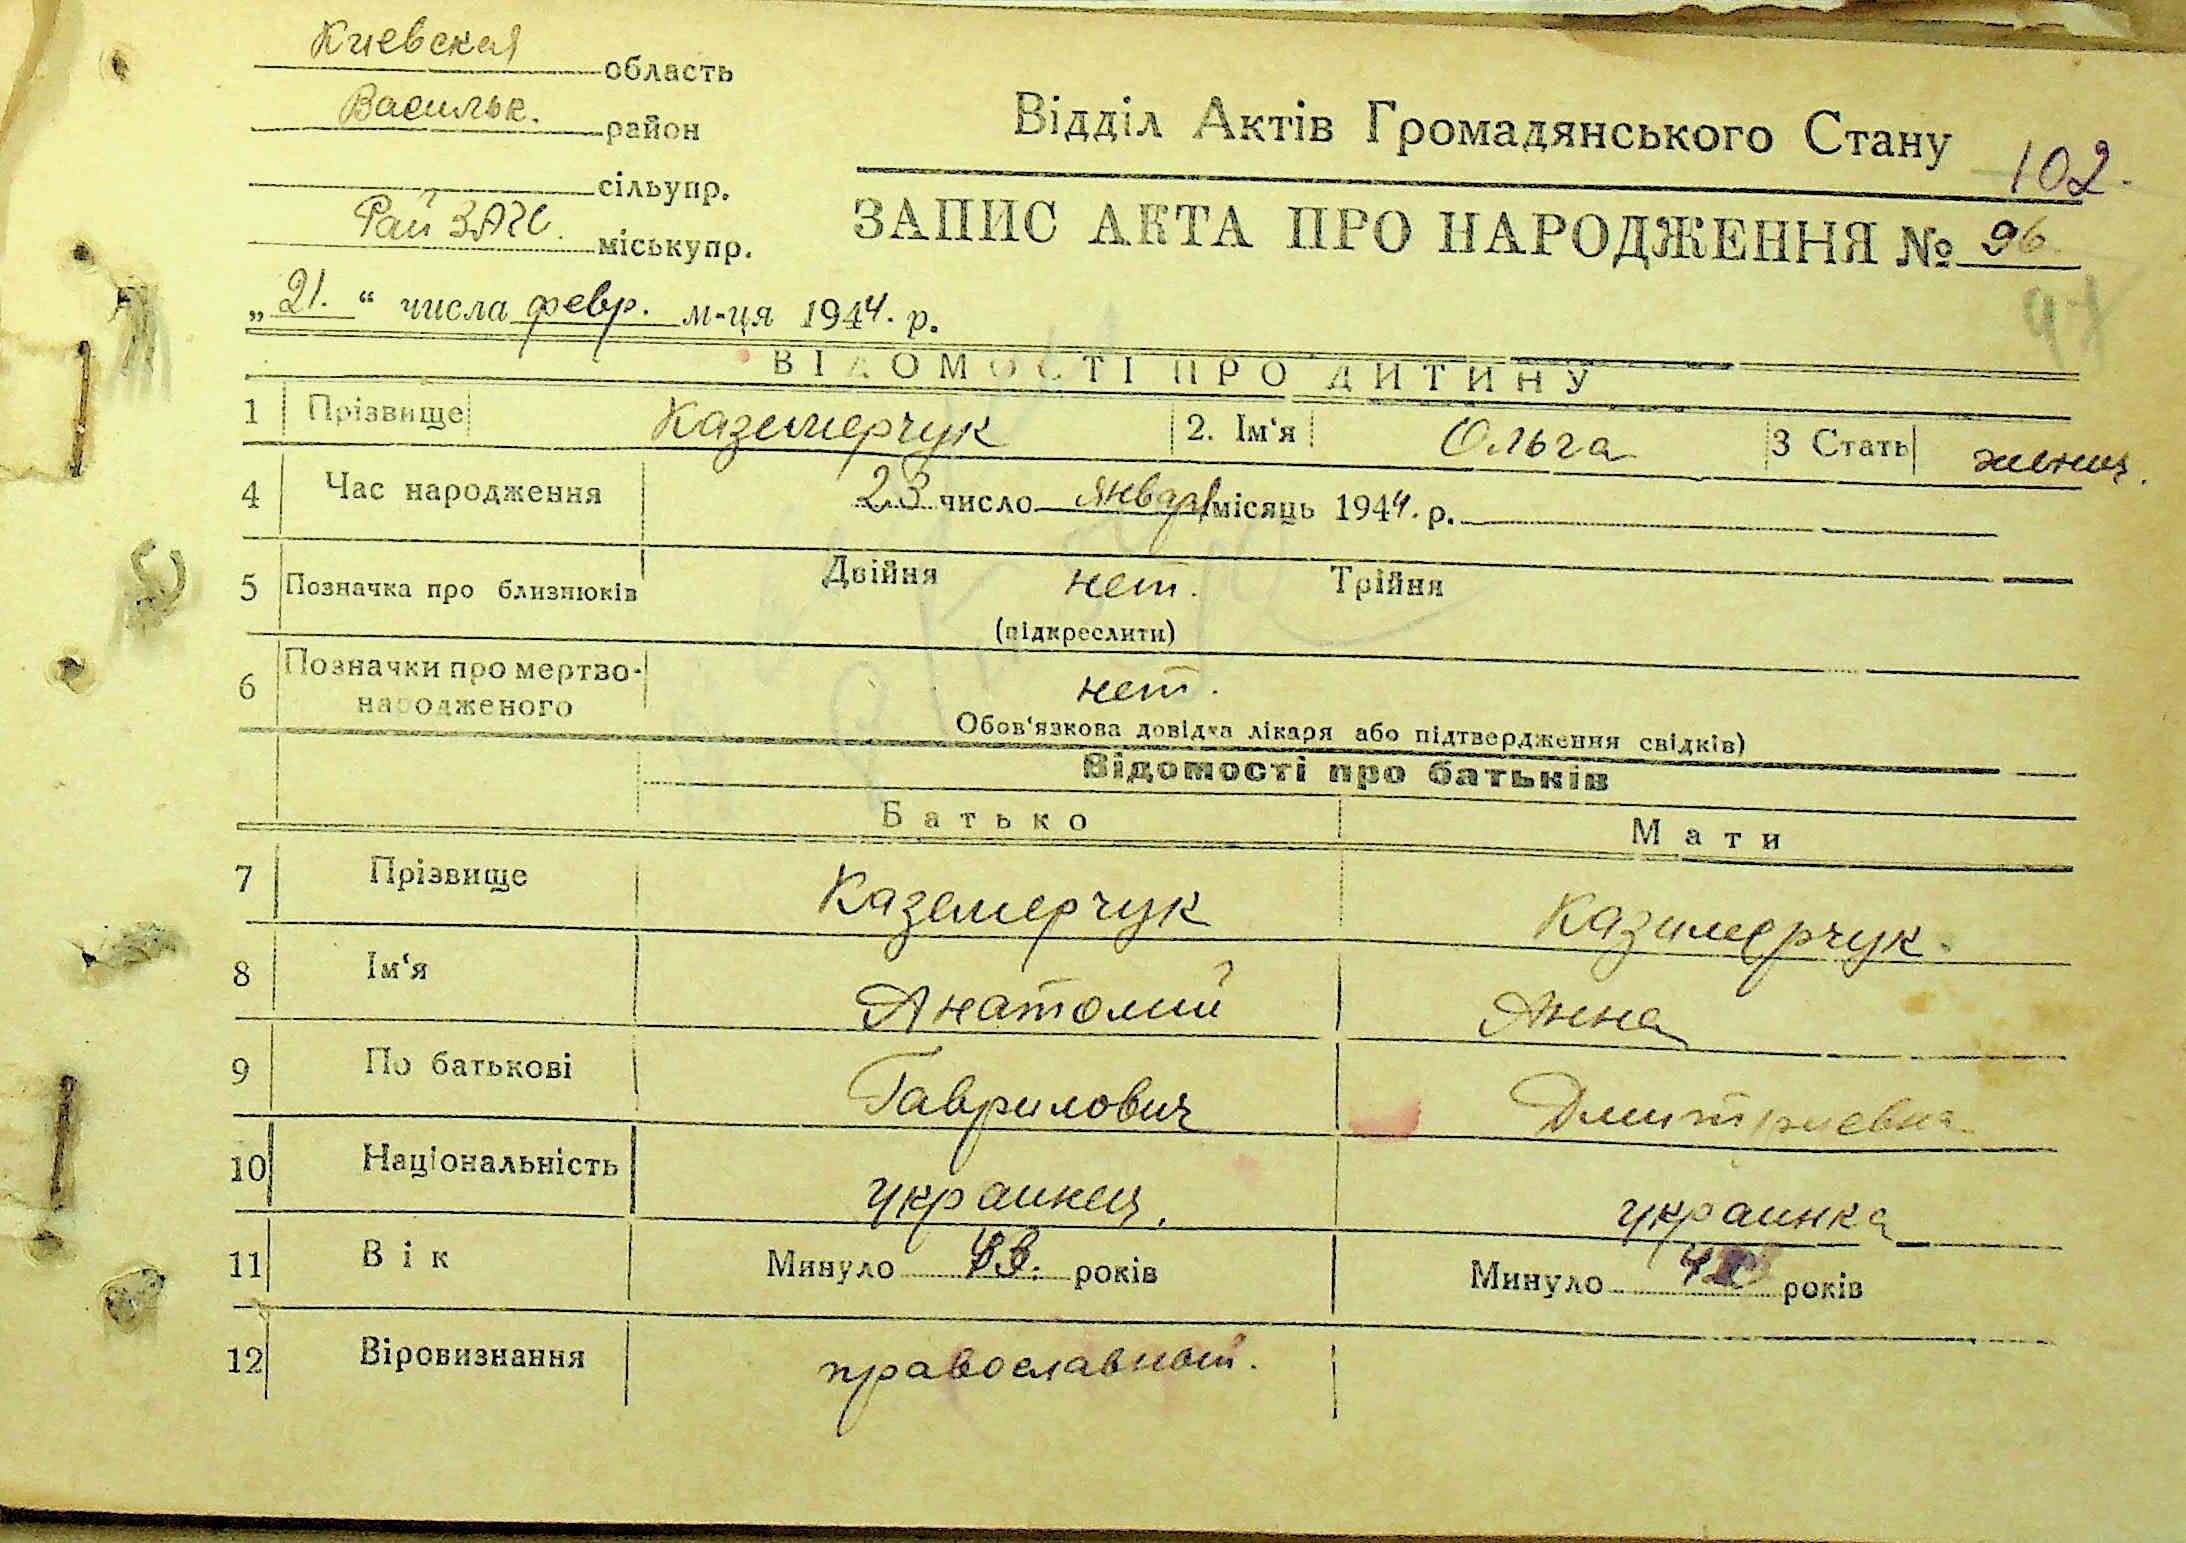 Киевская область
Васильк. район
сільупр.
Рай ЗАГС. міськупр.
Відділ Актів Громадянського Стану
102.
ЗАПИС АКТА ПРО НАРОДЖЕННЯ № 96
97
„21.“ числа февр. м-ця 1944. р.
ВІДОМОСТІ ПРО ДИТИНУ
1 Прізвище Каземерчук 2. Ім‘я Ольга 3 Стать женщ.
4 Час народження 23 число января місяць 1944. р.
5 Позначка про близнюків Двійня нет. Трійня
(підкреслити)
6 Позначки про мертво-
народженого нет.
Обов‘язкова довідка лікаря або підтвердження свідків)
Відомості про батьків
Батько Мати
7 Прізвище Каземерчук Казимерчук.
8 Ім‘я Анатолий Анна
9 По батькові Гаврилович Дмитриевна
10 Національність украинец. украинка
11 Вік Минуло років Минуло років
12 Віровизнання православной.